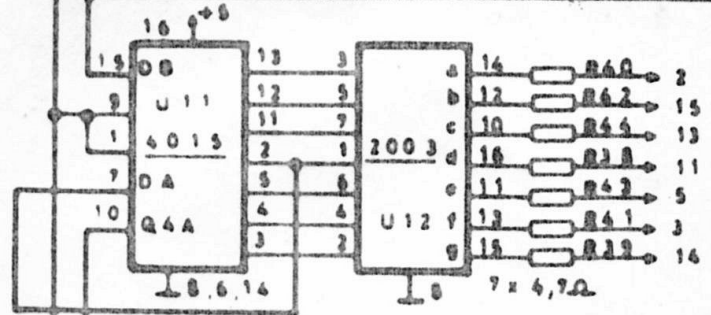 16 +5
15 DB 13 3 a 14 R40 2
9 U11 12 5 b 12 R42 15
4015 11 7 2003 c 10 R44 13
1 2 1 d 16 R38 11
7 DA 5 6 e 11 R43 5
10 Q4A 4 4 U12 f 13 R41 3
3 2 g 15 R39 14
8,6,14 8 7 x 4,7Ω